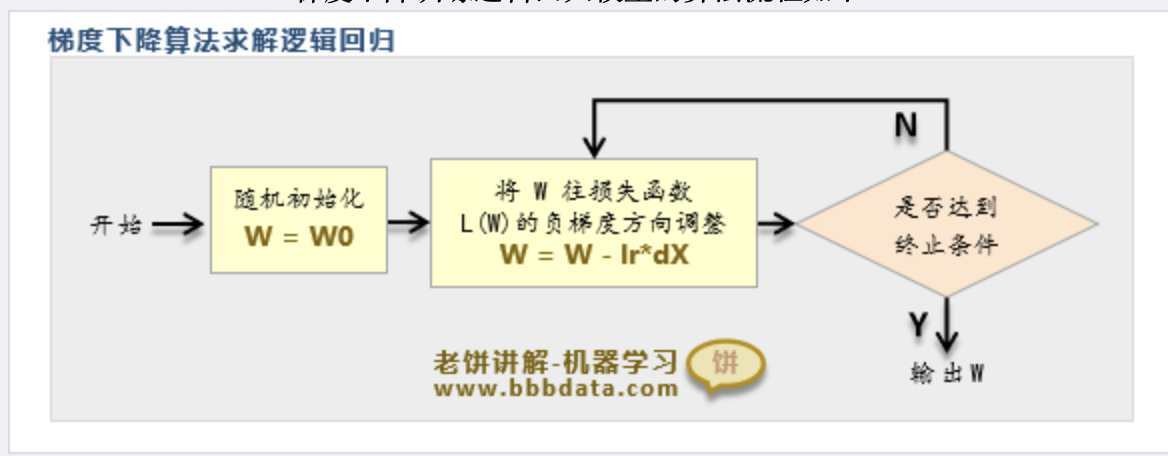 梯度下降算法求解逻辑回归
N
随机初始化
W = W0
将 W 往损失函数
L(W)的负梯度方向调整
W = W - lr*dX
开始
是否达到
终止条件
Y
输出W
老饼讲解-机器学习
饼
www.bbbdata.com